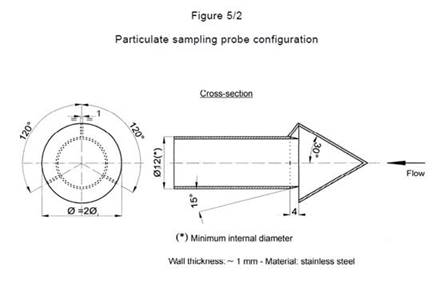 Figure 5/2
Particulate sampling probe configuration
Cross-section
1
120°
120°
Ø12(*)
30°
Flow
15°
4
Ø =2Ø,
(*) Minimum internal diameter
Wall thickness: ~ 1 mm - Material: stainless steel